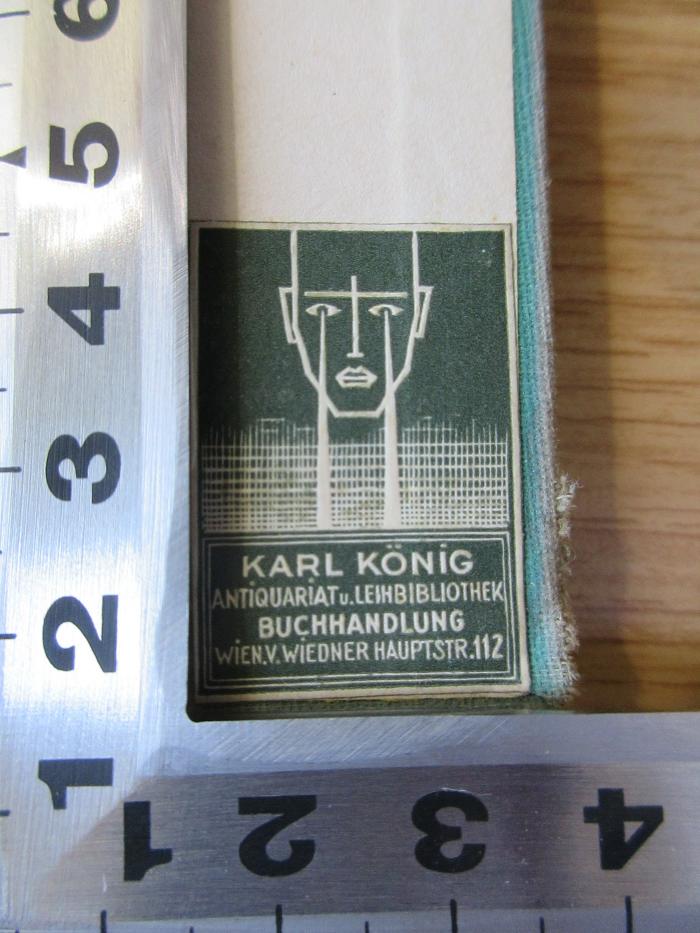 6
5
4
3
2
1
KARL KÖNIG
ANTIQUARIAT u. LEIHBIBLIOTHEK
BUCHHANDLUNG
WIEN.V. WIEDNER HAUPTSTR.112
1 2 3 4